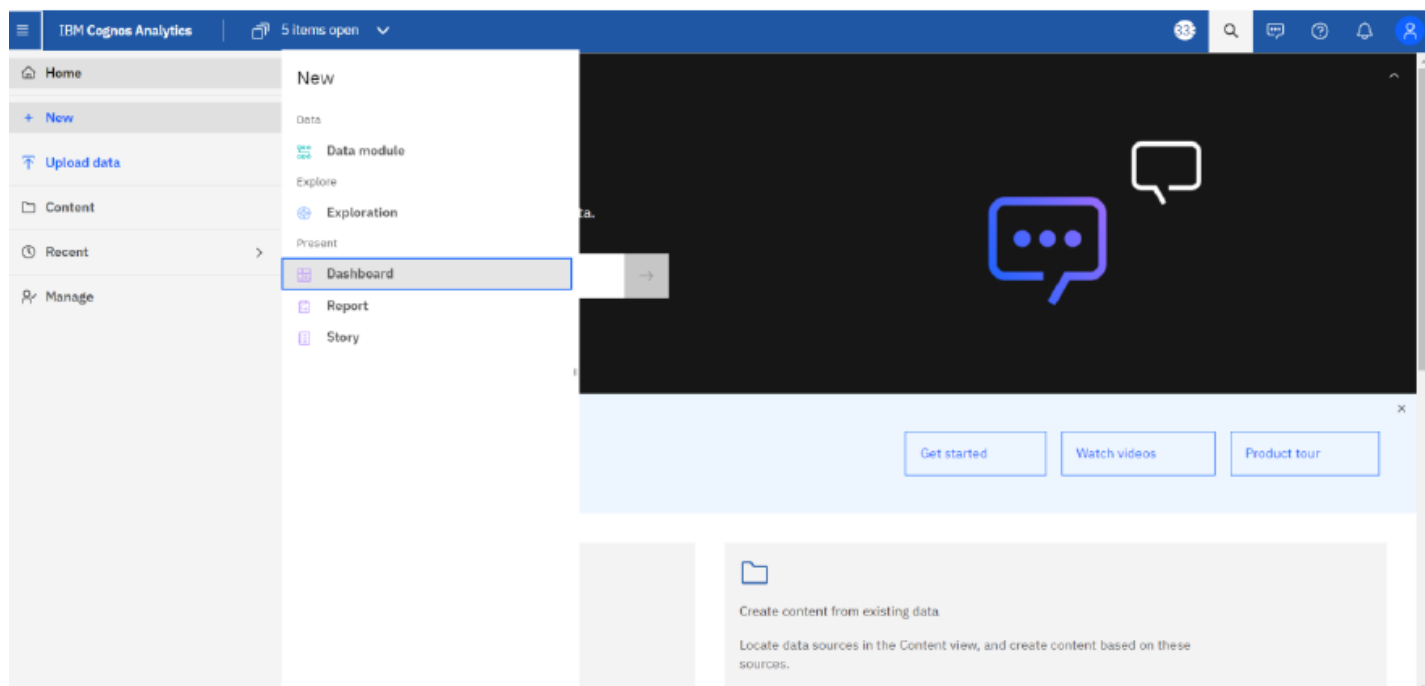 IBM Cognos Analytics
5 items open
33
Home
New
Upload data
Content
Recent
Manage
New
Data
Data module
Explore
Exploration
Present
Dashboard
Report
Story
ta.
Get started
Watch videos
Product tour
Create content from existing data
Locate data sources in the Content view, and create content based on these
sources.